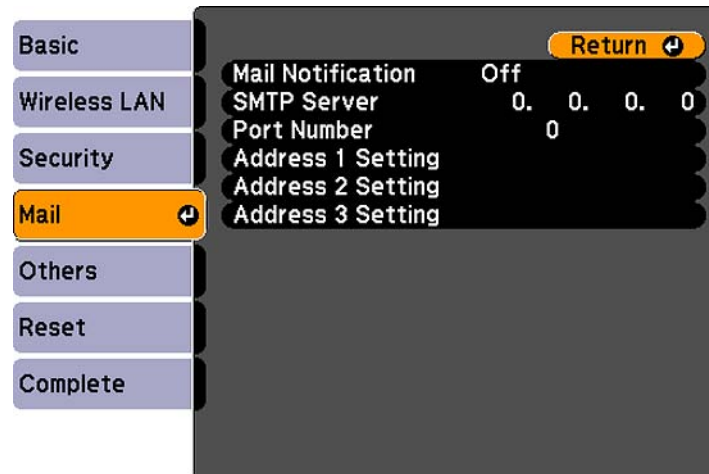 Basic
Wireless LAN
Security
Mail
Others
Reset
Complete
Return
Mail Notification Off
SMTP Server 0. 0. 0. 0
Port Number 0
Address 1 Setting
Address 2 Setting
Address 3 Setting